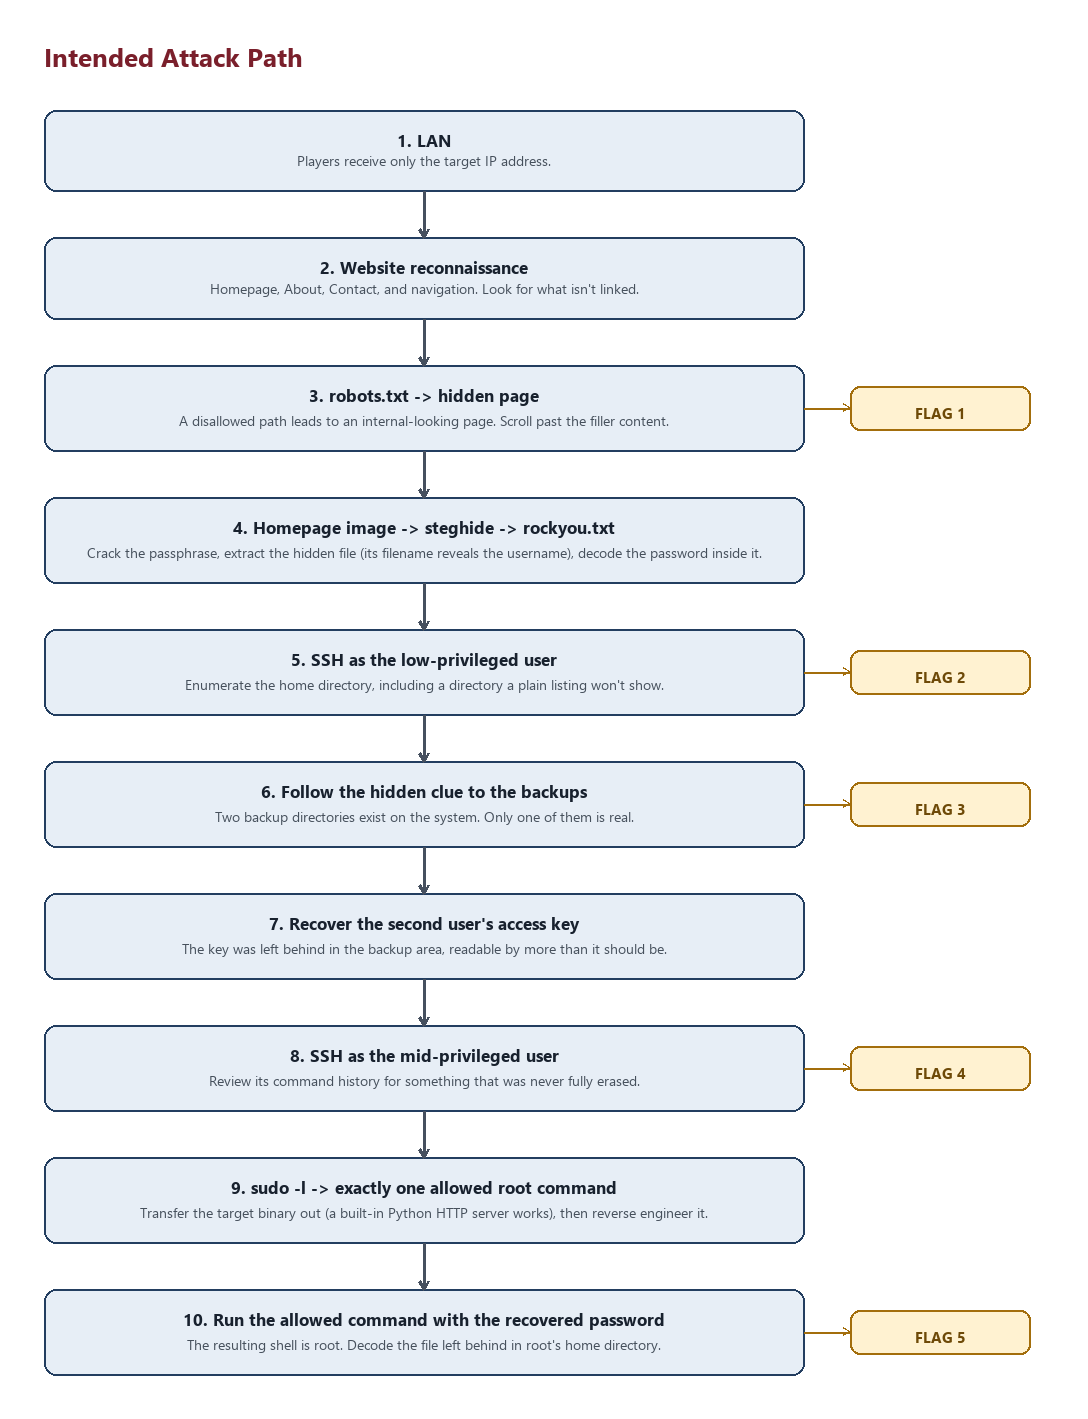 Intended Attack Path
1. LAN
Players receive only the target IP address.
2. Website reconnaissance
Homepage, About, Contact, and navigation. Look for what isn't linked.
3. robots.txt -> hidden page
A disallowed path leads to an internal-looking page. Scroll past the filler content.
FLAG 1
4. Homepage image -> steghide -> rockyou.txt
Crack the passphrase, extract the hidden file (its filename reveals the username), decode the password inside it.
5. SSH as the low-privileged user
Enumerate the home directory, including a directory a plain listing won't show.
FLAG 2
6. Follow the hidden clue to the backups
Two backup directories exist on the system. Only one of them is real.
FLAG 3
7. Recover the second user's access key
The key was left behind in the backup area, readable by more than it should be.
8. SSH as the mid-privileged user
Review its command history for something that was never fully erased.
FLAG 4
9. sudo -l -> exactly one allowed root command
Transfer the target binary out (a built-in Python HTTP server works), then reverse engineer it.
10. Run the allowed command with the recovered password
The resulting shell is root. Decode the file left behind in root's home directory.
FLAG 5